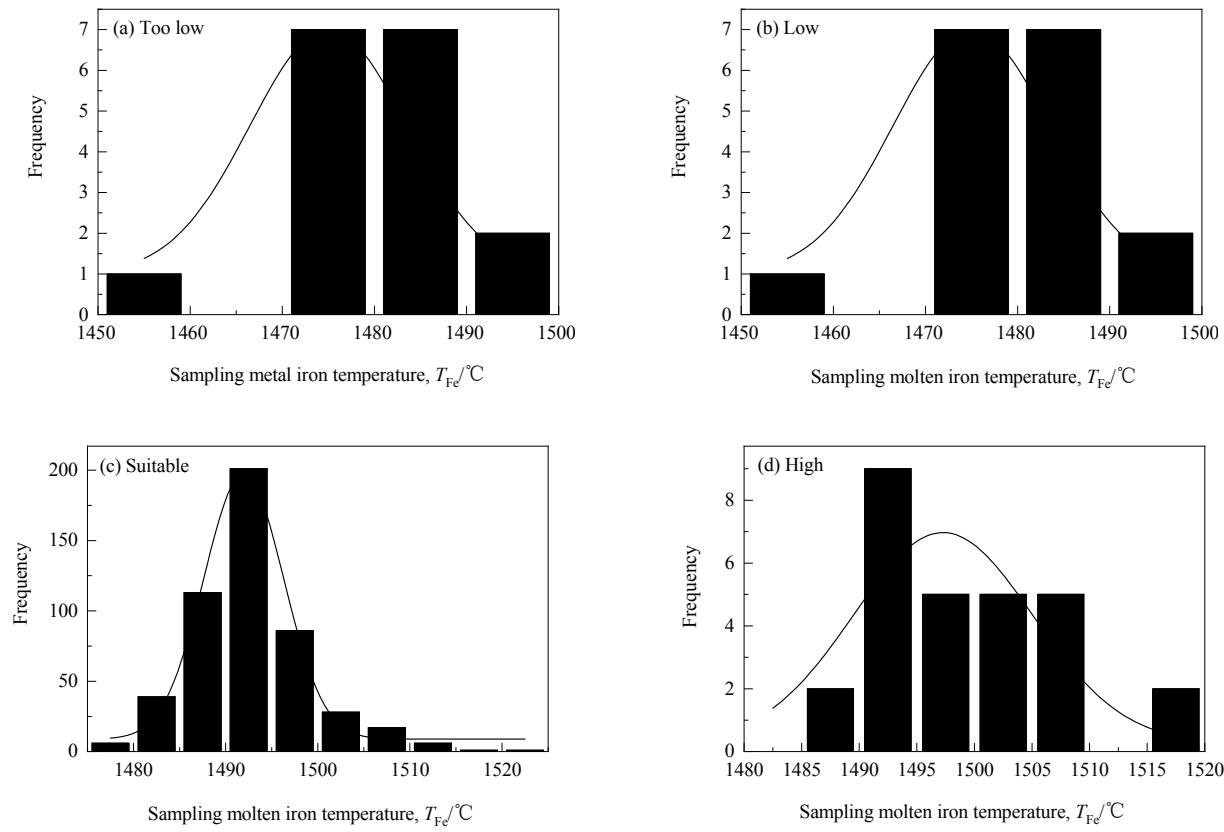 (a) Too low
7
6
5
4
3
2
1
0
Frequency
1450 1460 1470 1480 1490 1500
Sampling metal iron temperature, T_Fe/℃
(b) Low
7
6
5
4
3
2
1
0
Frequency
1450 1460 1470 1480 1490 1500
Sampling molten iron temperature, T_Fe/℃
(c) Suitable
200
150
100
50
0
Frequency
1480 1490 1500 1510 1520
Sampling molten iron temperature, T_Fe/℃
(d) High
8
6
4
2
0
Frequency
1480 1485 1490 1495 1500 1505 1510 1515 1520
Sampling molten iron temperature, T_Fe/℃